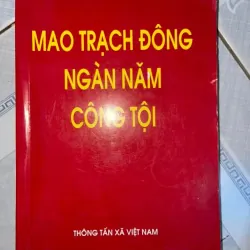 MAO TRẠCH ĐÔNG
NGÀN NĂM
CÔNG TỘI
THÔNG TẤN XÃ VIỆT NAM